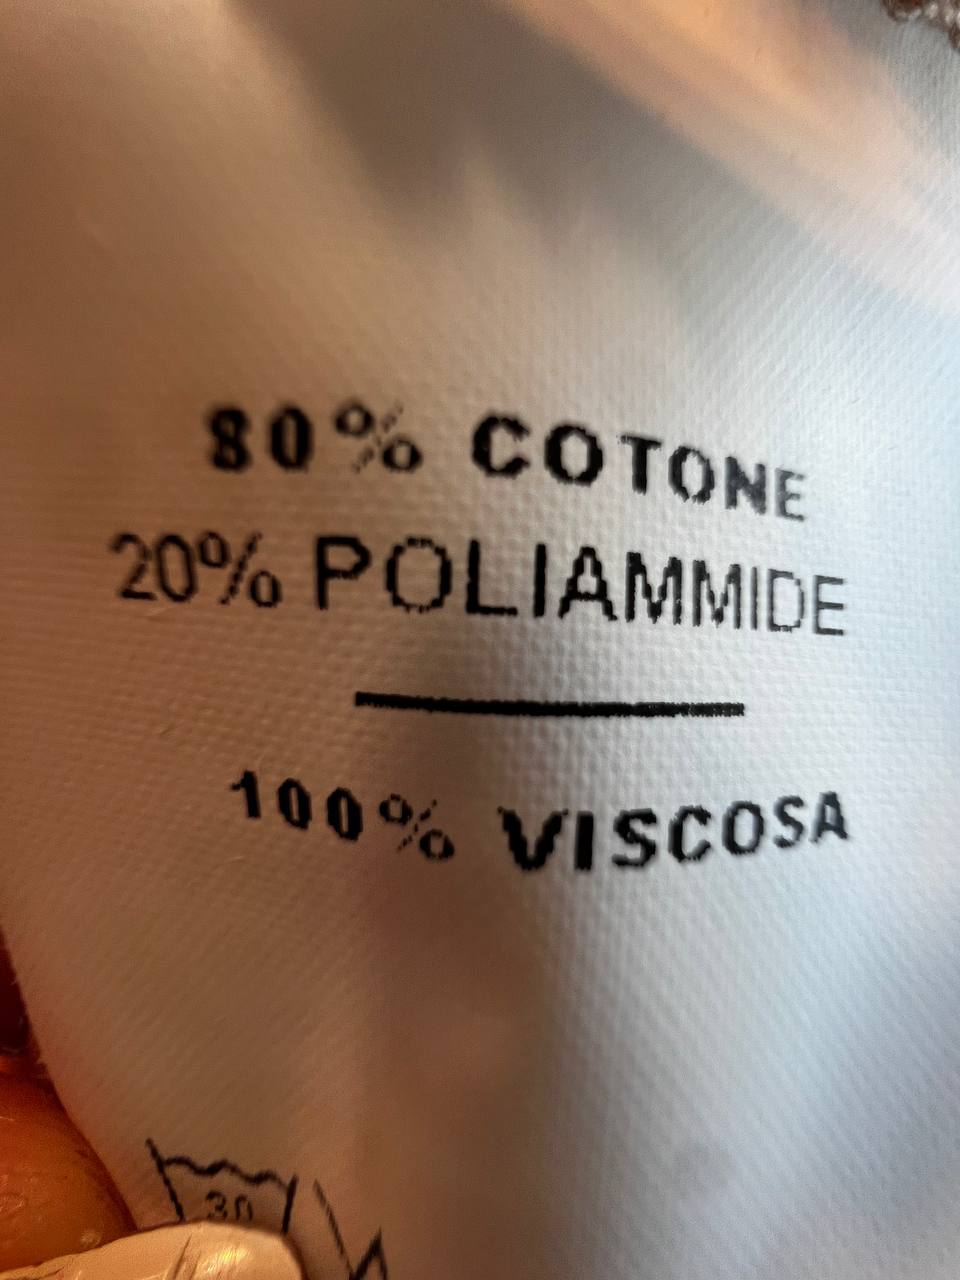 80% COTONE
20% POLIAMMIDE
100% VISCOSA
30